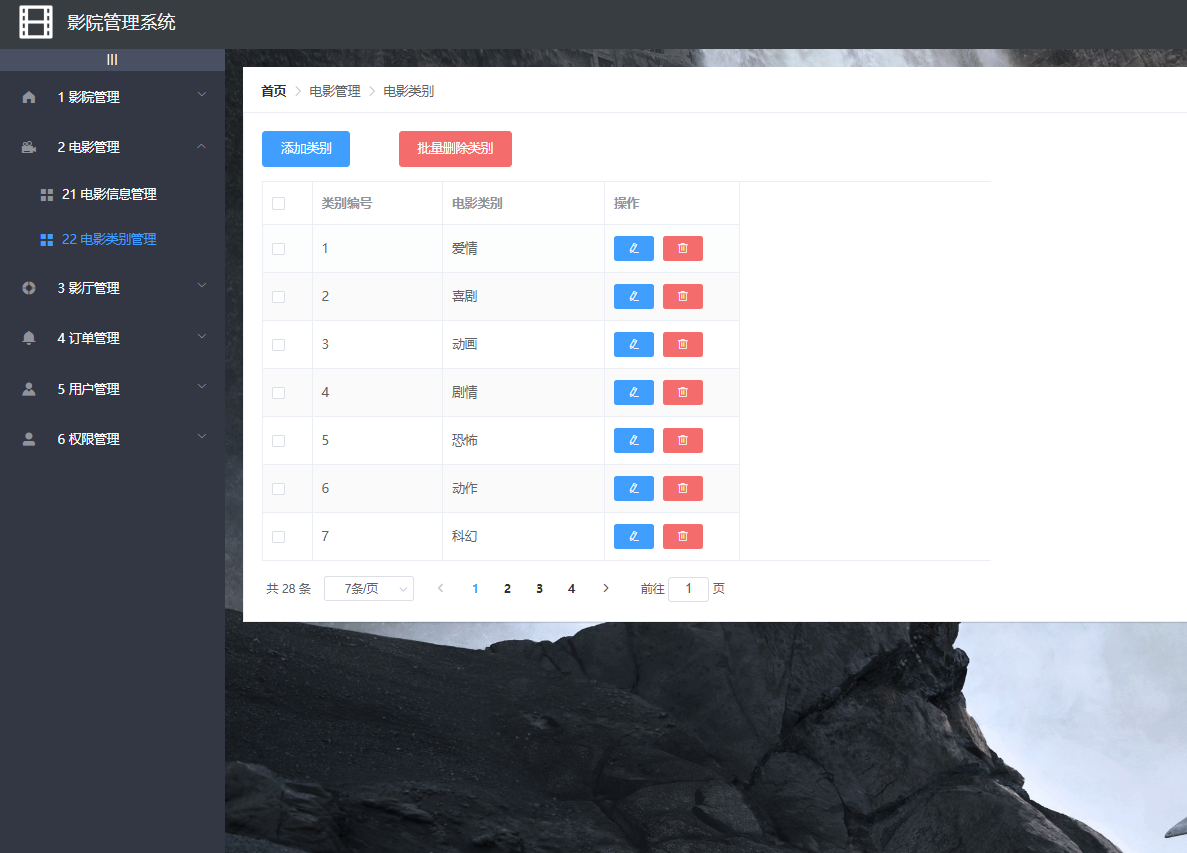 影院管理系统
1 影院管理
2 电影管理
21 电影信息管理
22 电影类别管理
3 影厅管理
4 订单管理
5 用户管理
6 权限管理
首页 > 电影管理 > 电影类别
添加类别 批量删除类别
类别编号 电影类别 操作
1 爱情
2 喜剧
3 动画
4 剧情
5 恐怖
6 动作
7 科幻
共 28 条 7条/页 < 1 2 3 4 > 前往 1 页